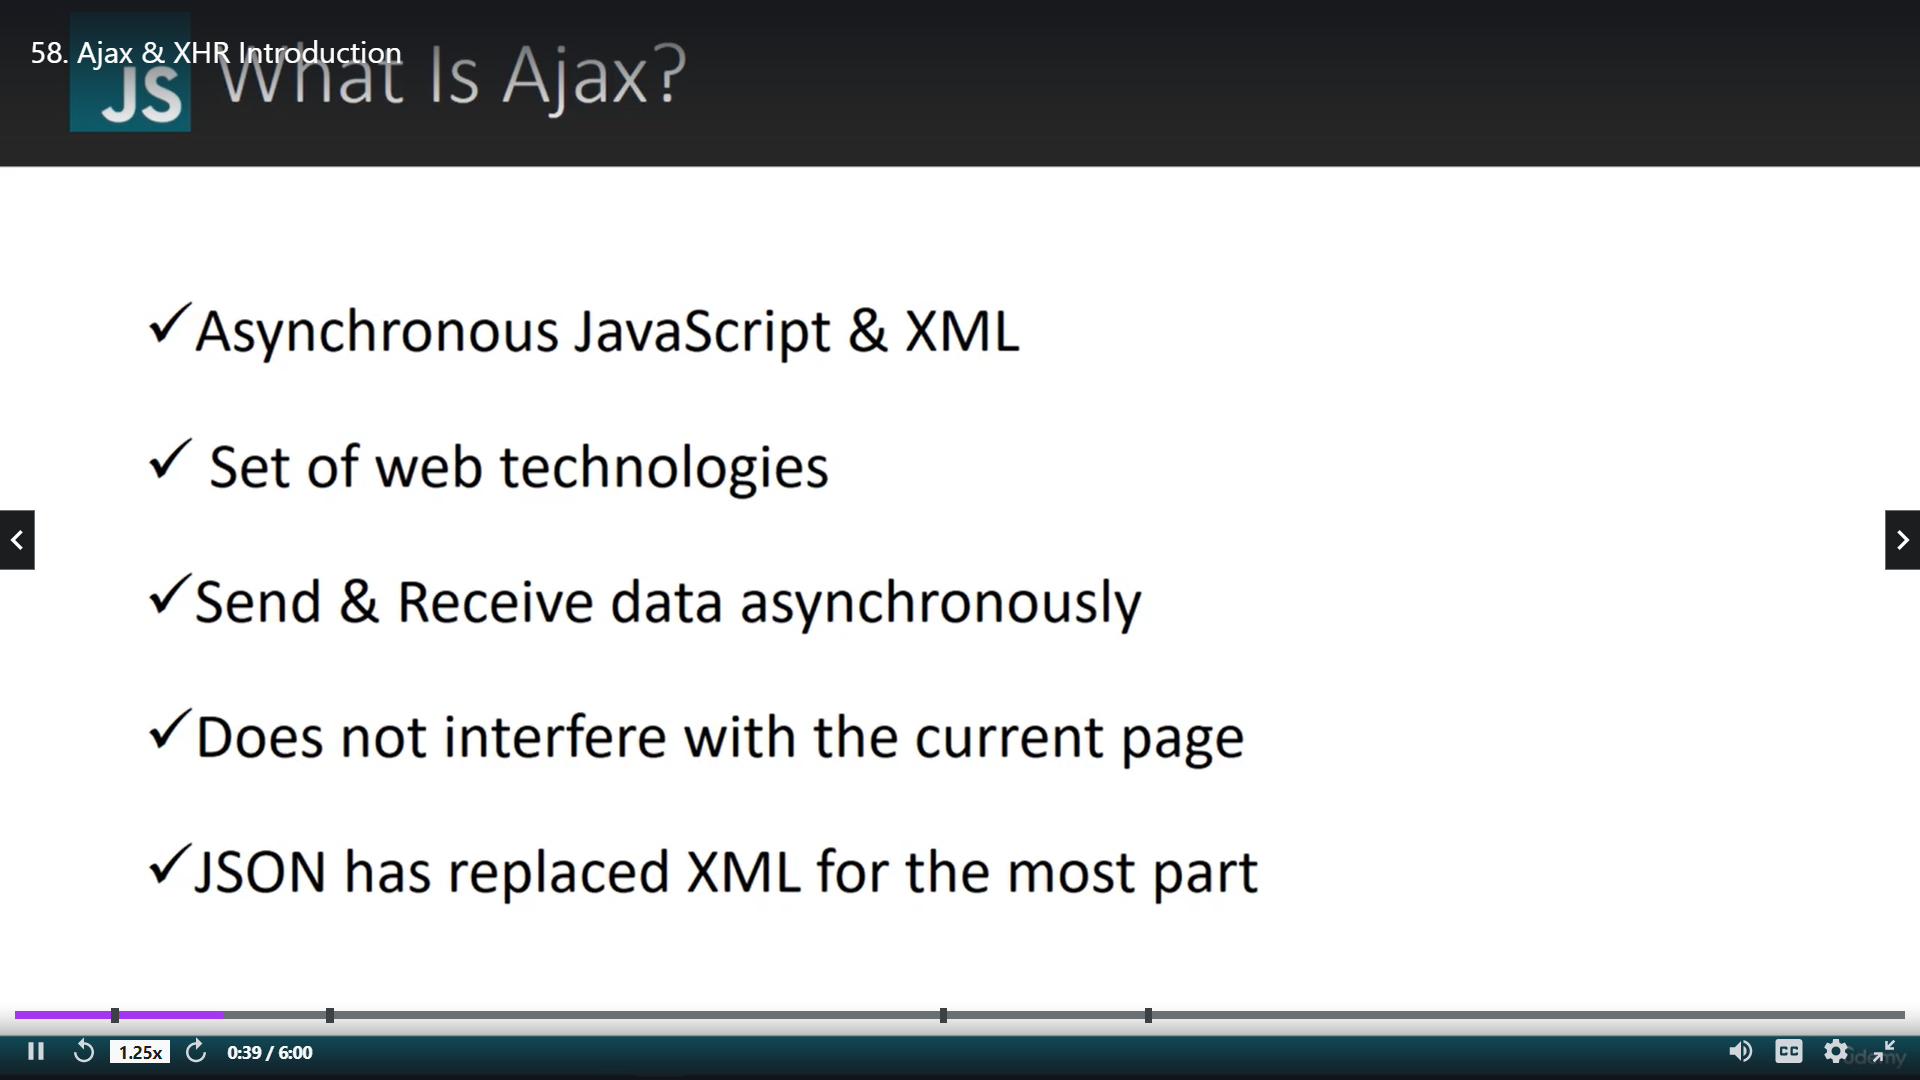 58. Ajax & XHR Introduction
JS What Is Ajax?
✓Asynchronous JavaScript & XML
✓ Set of web technologies
✓Send & Receive data asynchronously
✓Does not interfere with the current page
✓JSON has replaced XML for the most part
1.25x 0:39 / 6:00 CC
Udemy